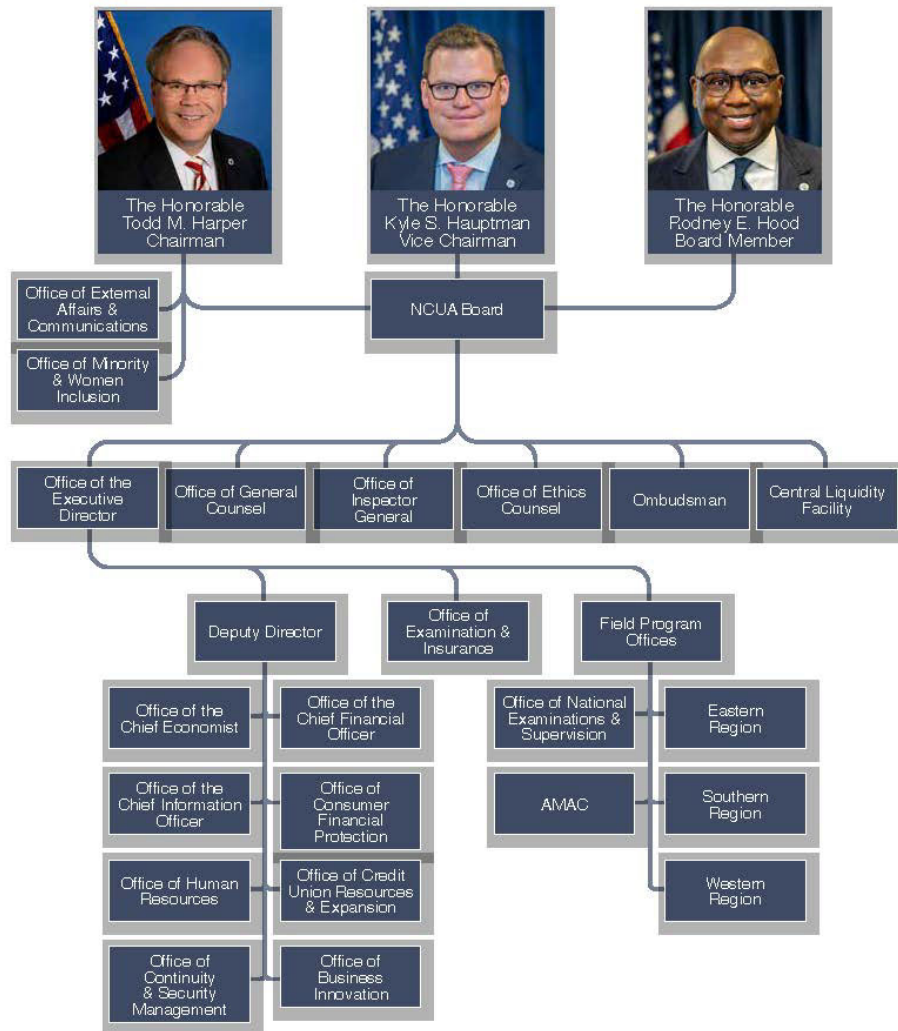 The Honorable
Todd M. Harper
Chairman
The Honorable
Kyle S. Hauptman
Vice Chairman
The Honorable
Rodney E. Hood
Board Member
Office of External
Affairs &
Communications
Office of Minority
& Women
Inclusion
NCUA Board
Office of the
Executive
Director
Office of General
Counsel
Office of
Inspector
General
Office of Ethics
Counsel
Ombudsman
Central Liquidity
Facility
Deputy Director
Office of
Examination &
Insurance
Field Program
Offices
Office of the
Chief Economist
Office of the
Chief Financial
Officer
Office of the
Chief Information
Officer
Office of
Consumer
Financial
Protection
Office of Human
Resources
Office of Credit
Union Resources
& Expansion
Office of
Continuity
& Security
Management
Office of
Business
Innovation
Office of National
Examinations &
Supervision
Eastern
Region
AMAC
Southern
Region
Western
Region